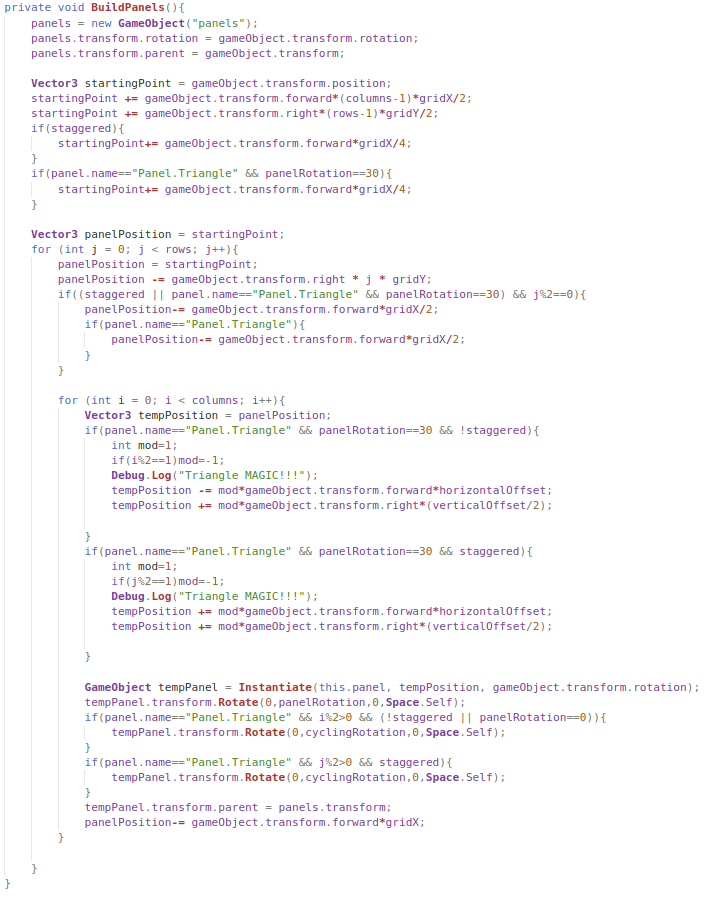 private void BuildPanels(){
panels = new GameObject("panels");
panels.transform.rotation = gameObject.transform.rotation;
panels.transform.parent = gameObject.transform;
Vector3 startingPoint = gameObject.transform.position;
startingPoint += gameObject.transform.forward*(columns-1)*gridX/2;
startingPoint += gameObject.transform.right*(rows-1)*gridY/2;
if(staggered){
startingPoint+= gameObject.transform.forward*gridX/4;
}
if(panel.name=="Panel.Triangle" && panelRotation==30){
startingPoint+= gameObject.transform.forward*gridX/4;
}
Vector3 panelPosition = startingPoint;
for (int j = 0; j < rows; j++){
panelPosition = startingPoint;
panelPosition -= gameObject.transform.right * j * gridY;
if((staggered || panel.name=="Panel.Triangle" && panelRotation==30) && j%2==0){
panelPosition-= gameObject.transform.forward*gridX/2;
if(panel.name=="Panel.Triangle"){
panelPosition-= gameObject.transform.forward*gridX/2;
}
}
for (int i = 0; i < columns; i++){
Vector3 tempPosition = panelPosition;
if(panel.name=="Panel.Triangle" && panelRotation==30 && !staggered){
int mod=1;
if(i%2==1)mod=-1;
Debug.Log("Triangle MAGIC!!!");
tempPosition -= mod*gameObject.transform.forward*horizontalOffset;
tempPosition += mod*gameObject.transform.right*(verticalOffset/2);
}
if(panel.name=="Panel.Triangle" && panelRotation==30 && staggered){
int mod=1;
if(j%2==1)mod=-1;
Debug.Log("Triangle MAGIC!!!");
tempPosition += mod*gameObject.transform.forward*horizontalOffset;
tempPosition += mod*gameObject.transform.right*(verticalOffset/2);
}
GameObject tempPanel = Instantiate(this.panel, tempPosition, gameObject.transform.rotation);
tempPanel.transform.Rotate(0,panelRotation,0,Space.Self);
if(panel.name=="Panel.Triangle" && i%2>0 && (!staggered || panelRotation==0)){
tempPanel.transform.Rotate(0,cyclingRotation,0,Space.Self);
}
if(panel.name=="Panel.Triangle" && j%2>0 && staggered){
tempPanel.transform.Rotate(0,cyclingRotation,0,Space.Self);
}
tempPanel.transform.parent = panels.transform;
panelPosition-= gameObject.transform.forward*gridX;
}
}
}